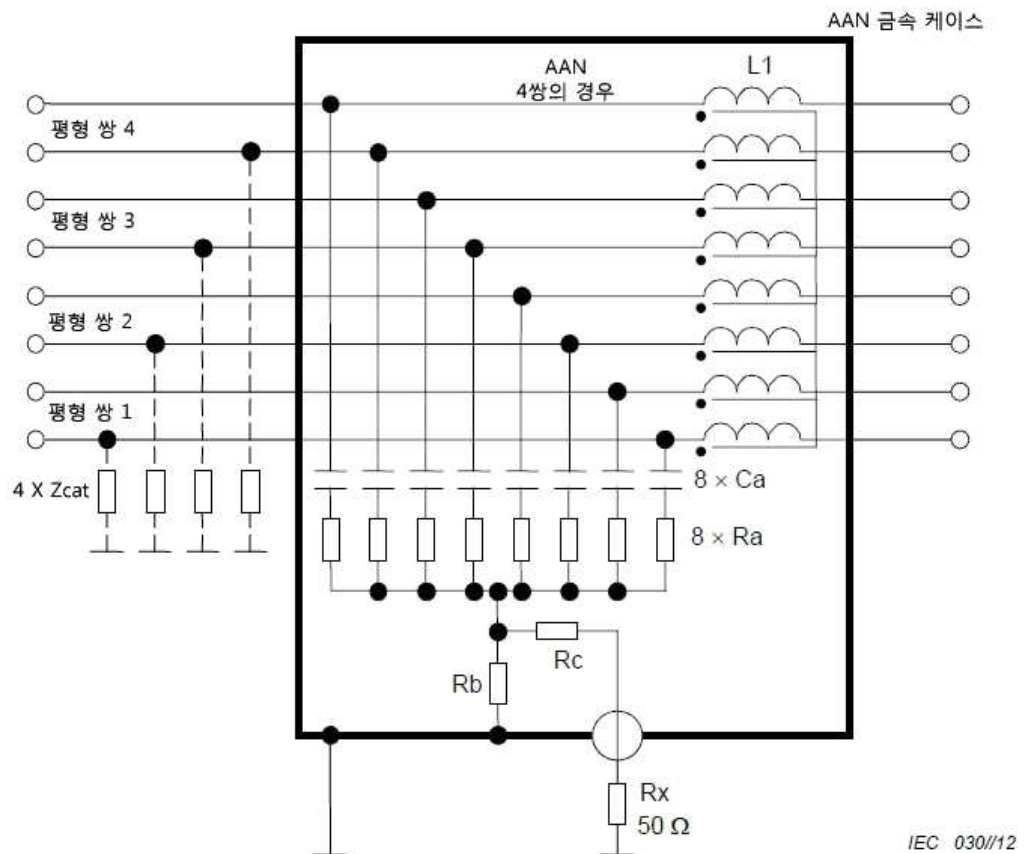 AAN 금속 케이스
AAN
4쌍의 경우
L1
평형 쌍 4
평형 쌍 3
평형 쌍 2
평형 쌍 1
4 X Zcat
8 × Ca
8 × Ra
Rc
Rb
Rx
50 Ω
IEC 030//12